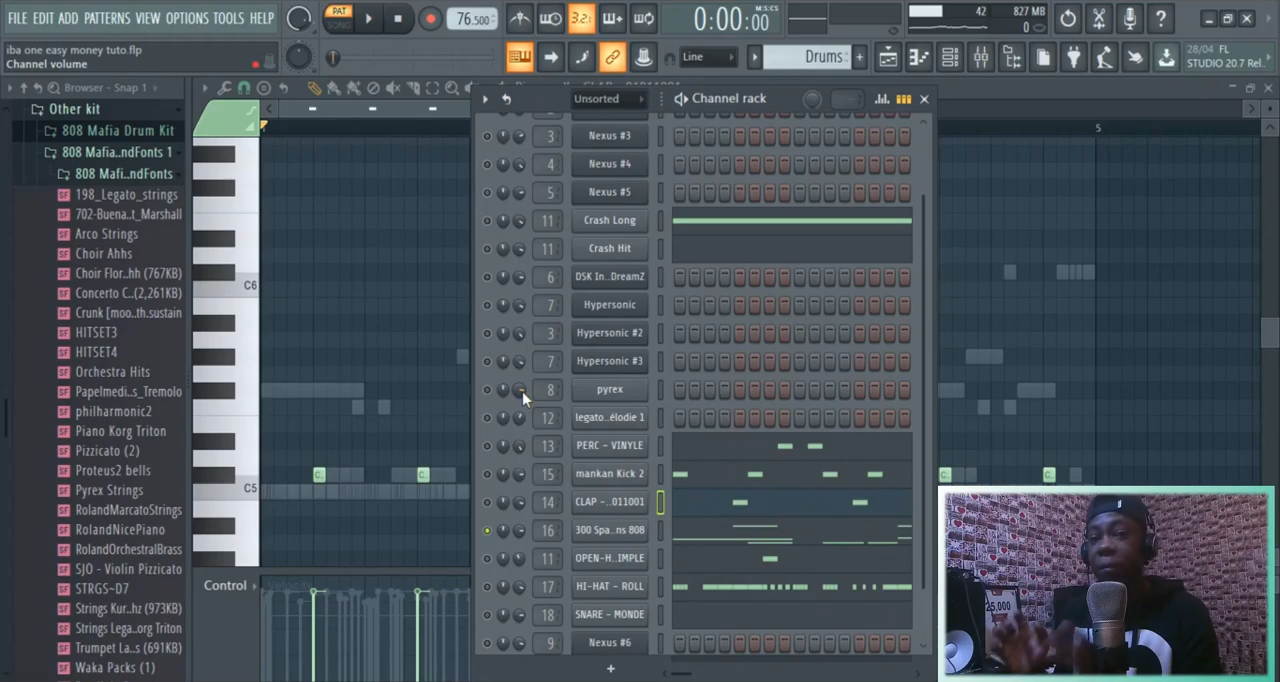 FILE EDIT ADD PATTERNS VIEW OPTIONS TOOLS HELP
PAT
SONG
76.500
3.2:
M:S:CS
0:00:00
42
827 MB
0
iba one easy money tuto.flp
Channel volume
Line
Drums
28/04 FL
STUDIO 20.7 Rel..
Browser - Snap 1
Other kit
808 Mafia Drum Kit
808 Mafia..ndFonts 1
808 Mafi..ndFonts
198_Legato_strings
702-Buena..t_Marshall
Arco Strings
Choir Ahhs
Choir Flor..hh (767KB)
Concerto C..(2,261KB)
Crunk [moo..th.sustain
HITSET3
HITSET4
Orchestra Hits
Papelmedi..s_Tremolo
philharmonic2
Piano Korg Triton
Pizzicato (2)
Proteus2 bells
Pyrex Strings
RolandMarcatoStrings
RolandNicePiano
RolandOrchestralBrass
SJO - Violin Pizzicato
STRGS-D7
Strings Kur..hz (973KB)
Strings Lega..org Triton
Trumpet La..s (691KB)
Waka Packs (1)
C6
C5
Control
Unsorted
Channel rack
3 Nexus #3
4 Nexus #4
5 Nexus #5
11 Crash Long
11 Crash Hit
6 DSK In..DreamZ
7 Hypersonic
3 Hypersonic #2
7 Hypersonic #3
8 pyrex
12 legato..élodie 1
13 PERC - VINYLE
15 mankan Kick 2
14 CLAP -..011001
16 300 Spa..ns 808
11 OPEN-H..IMPLE
17 HI-HAT - ROLL
18 SNARE - MONDE
9 Nexus #6
5
25,000